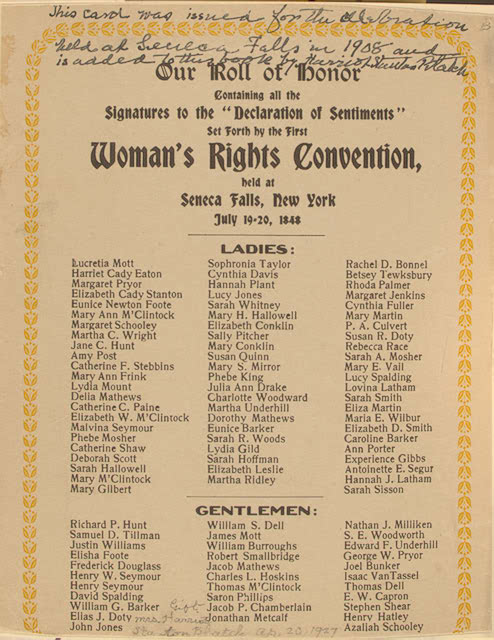 This card was issued for the celebration
held at Seneca Falls in 1908 and
is added to this book by Harriot Stanton Blatch
Our Roll of Honor
Containing all the
Signatures to the "Declaration of Sentiments"
Set Forth by the First
Woman's Rights Convention,
held at
Seneca Falls, New York
July 19-20, 1848
LADIES:
Lucretia Mott
Harriet Cady Eaton
Margaret Pryor
Elizabeth Cady Stanton
Eunice Newton Foote
Mary Ann M'Clintock
Margaret Schooley
Martha C. Wright
Jane C. Hunt
Amy Post
Catherine F. Stebbins
Mary Ann Frink
Lydia Mount
Delia Mathews
Catherine C. Paine
Elizabeth W. M'Clintock
Malvina Seymour
Phebe Mosher
Catherine Shaw
Deborah Scott
Sarah Hallowell
Mary M'Clintock
Mary Gilbert
Sophronia Taylor
Cynthia Davis
Hannah Plant
Lucy Jones
Sarah Whitney
Mary H. Hallowell
Elizabeth Conklin
Sally Pitcher
Mary Conklin
Susan Quinn
Mary S. Mirror
Phebe King
Julia Ann Drake
Charlotte Woodward
Martha Underhill
Dorothy Mathews
Eunice Barker
Sarah R. Woods
Lydia Gild
Sarah Hoffman
Elizabeth Leslie
Martha Ridley
Rachel D. Bonnel
Betsey Tewksbury
Rhoda Palmer
Margaret Jenkins
Cynthia Fuller
Mary Martin
P. A. Culvert
Susan R. Doty
Rebecca Race
Sarah A. Mosher
Mary E. Vail
Lucy Spalding
Lovina Latham
Sarah Smith
Eliza Martin
Maria E. Wilbur
Elizabeth D. Smith
Caroline Barker
Ann Porter
Experience Gibbs
Antoinette E. Segur
Hannah J. Latham
Sarah Sisson
GENTLEMEN:
Richard P. Hunt
Samuel D. Tillman
Justin Williams
Elisha Foote
Frederick Douglass
Henry W. Seymour
Henry Seymour
David Spalding
William G. Barker
Elias J. Doty
John Jones
William S. Dell
James Mott
William Burroughs
Robert Smallbridge
Jacob Mathews
Charles L. Hoskins
Thomas M'Clintock
Saron Phillips
Jacob P. Chamberlain
Jonathan Metcalf
Nathan J. Milliken
S. E. Woodworth
Edward F. Underhill
George W. Pryor
Joel Bunker
Isaac VanTassel
Thomas Dell
E. W. Capron
Stephen Shear
Henry Hatley
Azaliah Schooley
Gift
Mrs. Harriot
Stanton Blatch Ap. 20, 1927